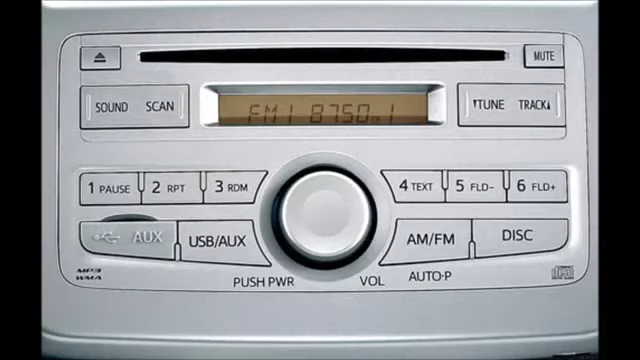 MUTE
SOUND SCAN
FM1 8750
TUNE TRACK
1 PAUSE 2 RPT 3 RDM
4 TEXT 5 FLD- 6 FLD+
AUX USB/AUX
AM/FM DISC
MP3
WMA
PUSH PWR VOL AUTO·P